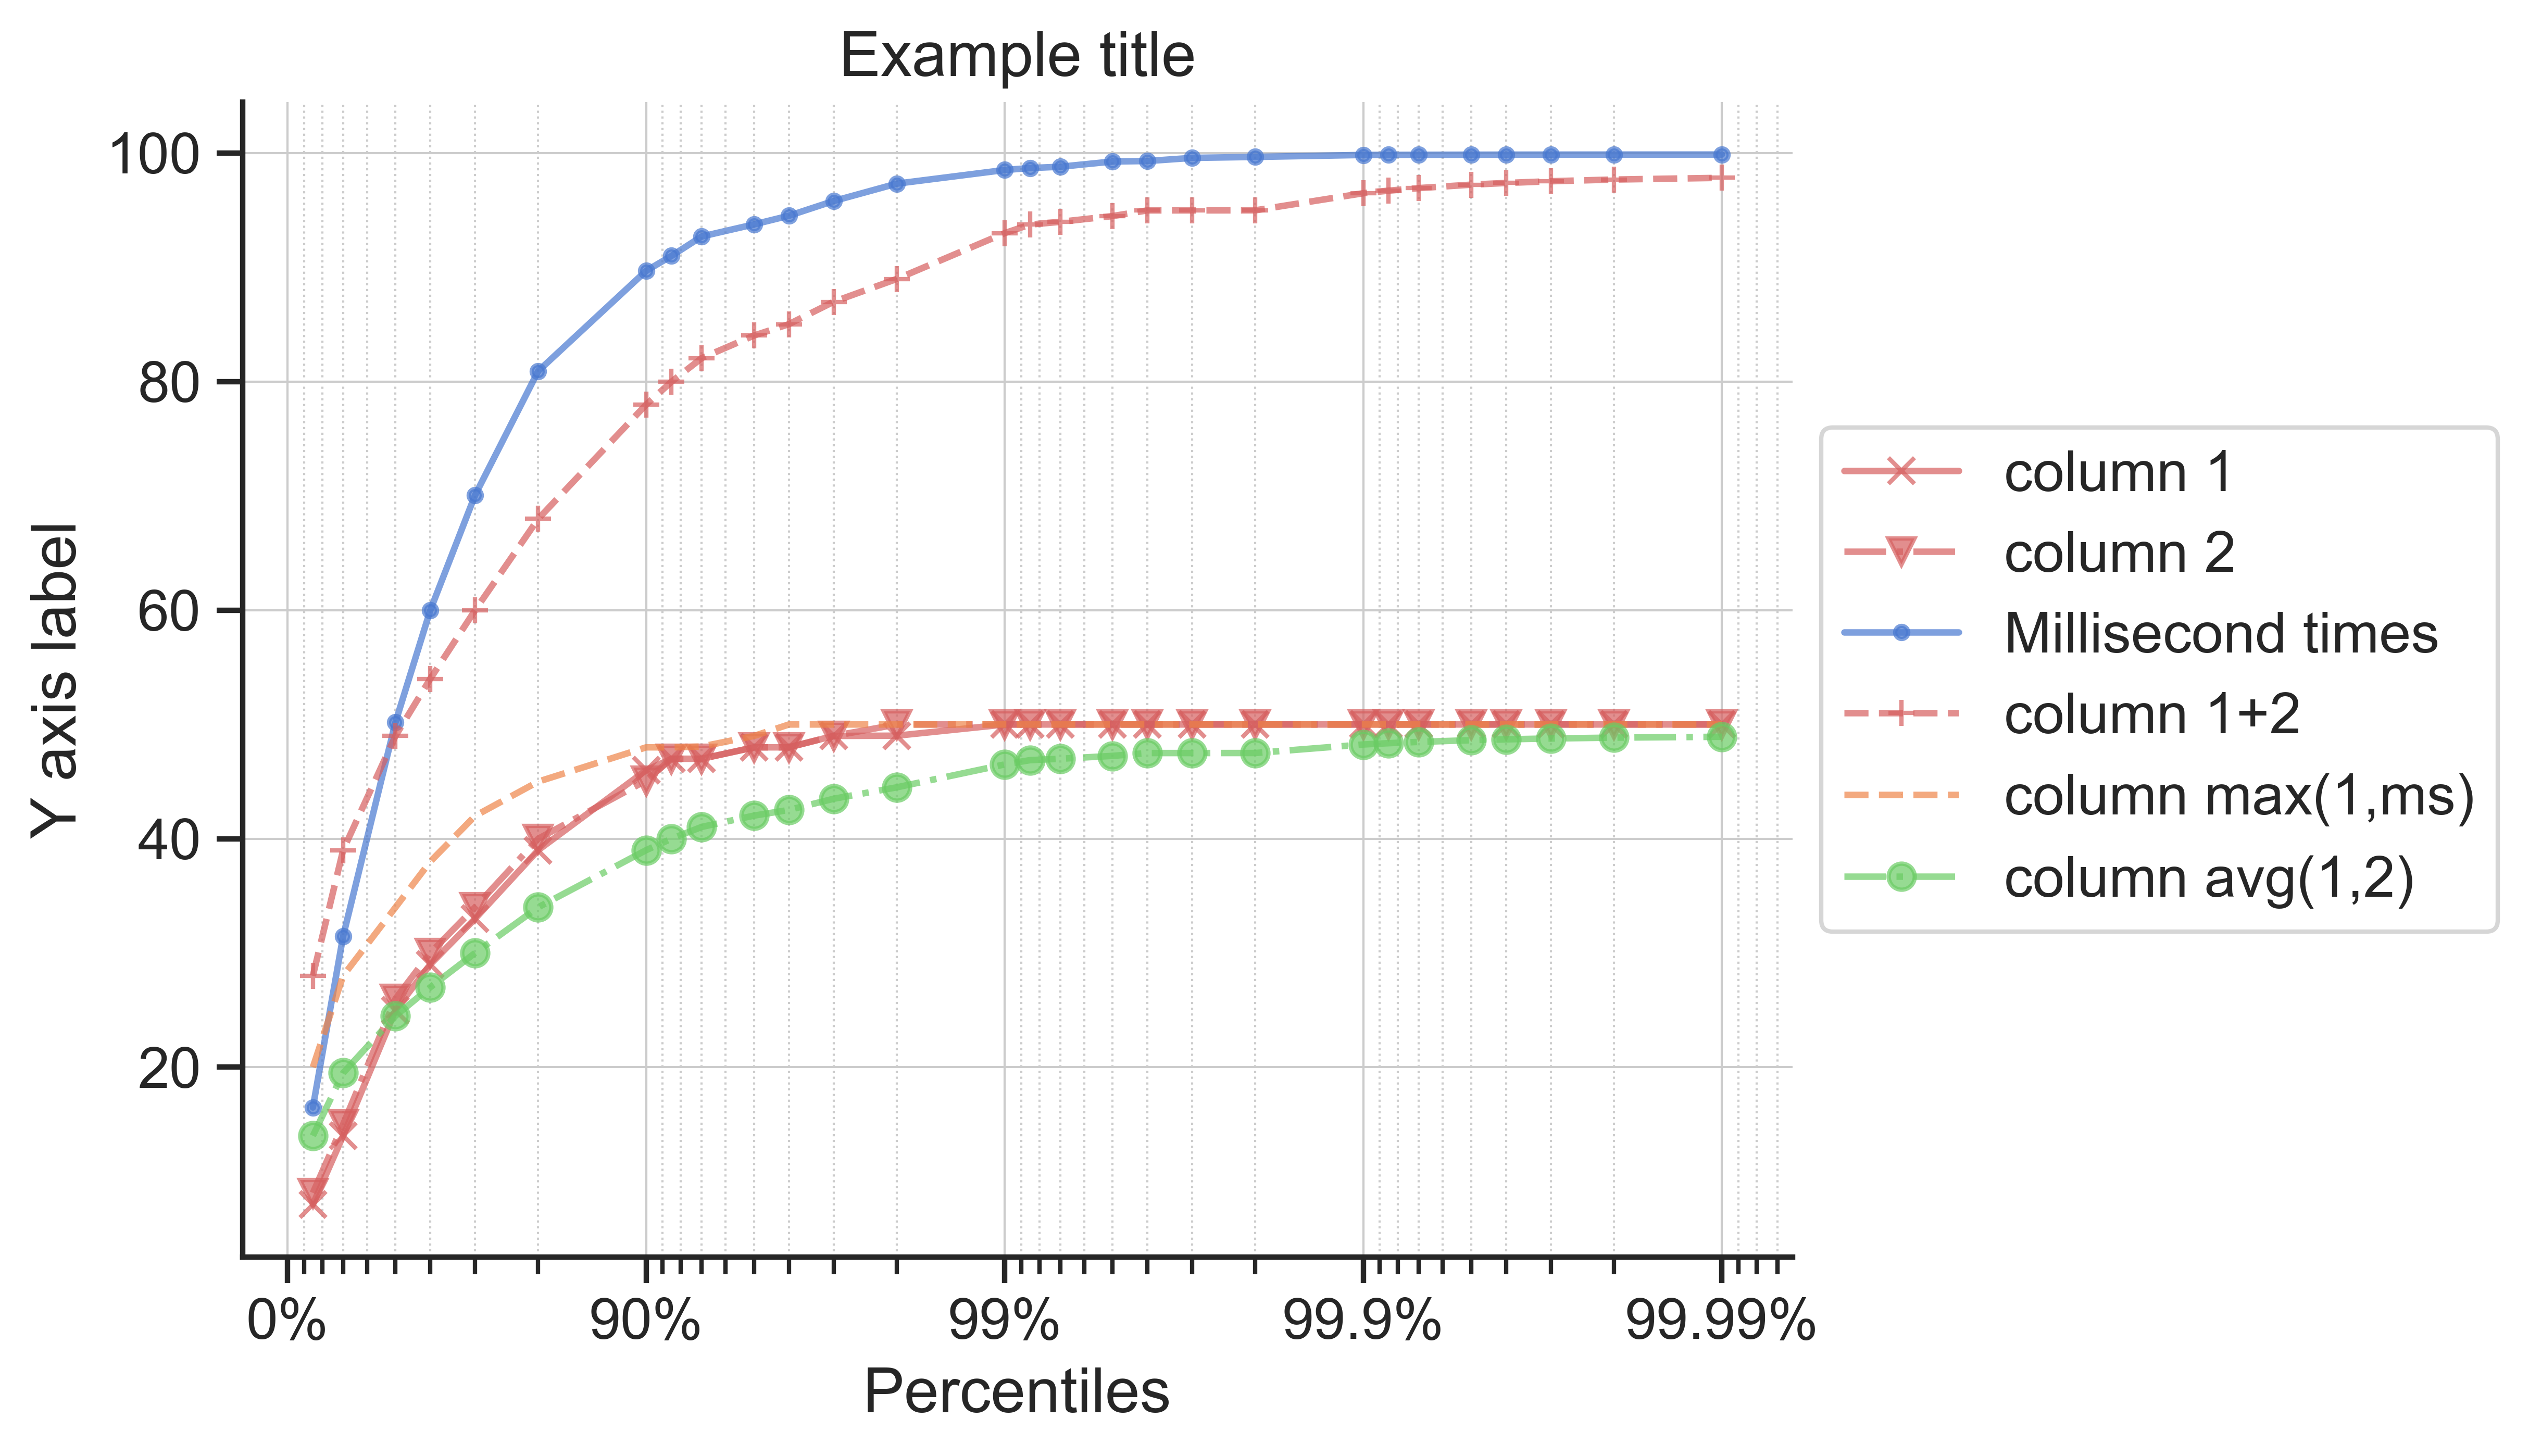 Example title
Y axis label
100
80
60
40
20
0% 90% 99% 99.9% 99.99%
Percentiles
column 1
column 2
Millisecond times
column 1+2
column max(1,ms)
column avg(1,2)